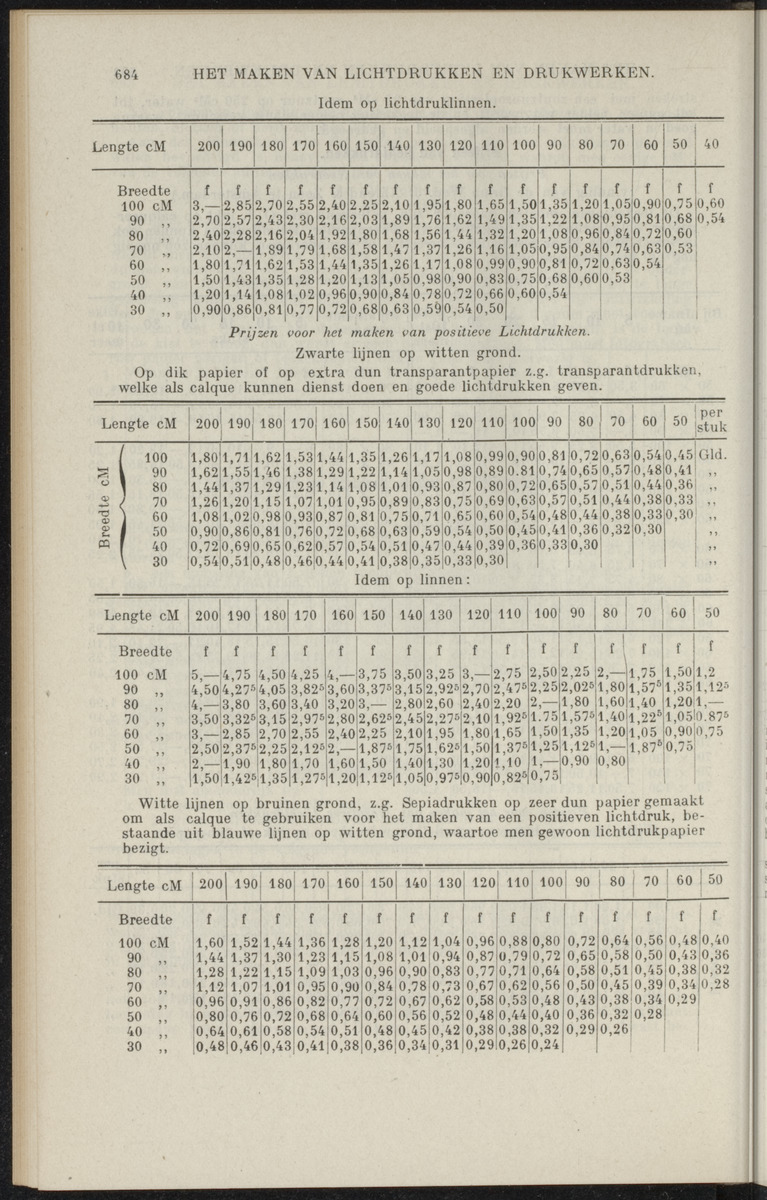 684 HET MAKEN VAN LICHTDRUKKEN EN DRUKWERKEN.
Idem op lichtdruklinnen.
Lengte cM 200 190 180 170 160 150 140 130 120 110 100 90 80 70 60 50 40
Breedte f f f f f f f f f f f f f f f f f
100 cM 3,— 2,85 2,70 2,55 2,40 2,25 2,10 1,95 1,80 1,65 1,50 1,35 1,20 1,05 0,90 0,75 0,60
90 ,, 2,70 2,57 2,43 2,30 2,16 2,03 1,89 1,76 1,62 1,49 1,35 1,22 1,08 0,95 0,81 0,68 0,54
80 ,, 2,40 2,28 2,16 2,04 1,92 1,80 1,68 1,56 1,44 1,32 1,20 1,08 0,96 0,84 0,72 0,60
70 ,, 2,10 2,— 1,89 1,79 1,68 1,58 1,47 1,37 1,26 1,16 1,05 0,95 0,84 0,74 0,63 0,53
60 ,, 1,80 1,71 1,62 1,53 1,44 1,35 1,26 1,17 1,08 0,99 0,90 0,81 0,72 0,63 0,54
50 ,, 1,50 1,43 1,35 1,28 1,20 1,13 1,05 0,98 0,90 0,83 0,75 0,68 0,60 0,53
40 ,, 1,20 1,14 1,08 1,02 0,96 0,90 0,84 0,78 0,72 0,66 0,60 0,54
30 ,, 0,90 0,86 0,81 0,77 0,72 0,68 0,63 0,59 0,54 0,50
Prijzen voor het maken van positieve Lichtdrukken.
Zwarte lijnen op witten grond.
Op dik papier of op extra dun transparantpapier z.g. transparantdrukken,
welke als calque kunnen dienst doen en goede lichtdrukken geven.
Lengte cM 200 190 180 170 160 150 140 130 120 110 100 90 80 70 60 50 per stuk
Breedte cM
100 1,80 1,71 1,62 1,53 1,44 1,35 1,26 1,17 1,08 0,99 0,90 0,81 0,72 0,63 0,54 0,45 Gld.
90 1,62 1,55 1,46 1,38 1,29 1,22 1,14 1,05 0,98 0,89 0.81 0,74 0,65 0,57 0,48 0,41 ,,
80 1,44 1,37 1,29 1,23 1,14 1,08 1,01 0,93 0,87 0,80 0,72 0,65 0,57 0,51 0,44 0,36 ,,
70 1,26 1,20 1,15 1,07 1,01 0,95 0,89 0,83 0,75 0,69 0,63 0,57 0,51 0,44 0,38 0,33 ,,
60 1,08 1,02 0,98 0,93 0,87 0,81 0,75 0,71 0,65 0,60 0,54 0,48 0,44 0,38 0,33 0,30 ,,
50 0,90 0,86 0,81 0,76 0,72 0,68 0,63 0,59 0,54 0,50 0,45 0,41 0,36 0,32 0,30 ,,
40 0,72 0,69 0,65 0,62 0,57 0,54 0,51 0,47 0,44 0,39 0,36 0,33 0,30 ,,
30 0,54 0,51 0,48 0,46 0,44 0,41 0,38 0,35 0,33 0,30 ,,
Idem op linnen:
Lengte cM 200 190 180 170 160 150 140 130 120 110 100 90 80 70 60 50
Breedte f f f f f f f f f f f f f f f f
100 cM 5,— 4,75 4,50 4,25 4,— 3,75 3,50 3,25 3,— 2,75 2,50 2,25 2,— 1,75 1,50 1,2
90 ,, 4,50 4,27⁵ 4,05 3,82⁵ 3,60 3,37⁵ 3,15 2,92⁵ 2,70 2,47⁵ 2,25 2,02⁵ 1,80 1,57⁵ 1,35 1,12⁵
80 ,, 4,— 3,80 3,60 3,40 3,20 3,— 2,80 2,60 2,40 2,20 2,— 1,80 1,60 1,40 1,20 1,—
70 ,, 3,50 3,32⁵ 3,15 2,97⁵ 2,80 2,62⁵ 2,45 2,27⁵ 2,10 1,92⁵ 1.75 1,57⁵ 1,40 1,22⁵ 1,05 0.87⁵
60 ,, 3,— 2,85 2,70 2,55 2,40 2,25 2,10 1,95 1,80 1,65 1,50 1,35 1,20 1,05 0,90 0,75
50 ,, 2,50 2,37⁵ 2,25 2,12⁵ 2,— 1,87⁵ 1,75 1,62⁵ 1,50 1,37⁵ 1,25 1,12⁵ 1,— 1,87⁵ 0,75
40 ,, 2,— 1,90 1,80 1,70 1,60 1,50 1,40 1,30 1,20 1,10 1,— 0,90 0,80
30 ,, 1,50 1,42⁵ 1,35 1,27⁵ 1,20 1,12⁵ 1,05 0,97⁵ 0,90 0,82⁵ 0,75
Witte lijnen op bruinen grond, z.g. Sepiadrukken op zeer dun papier gemaakt
om als calque te gebruiken voor het maken van een positieven lichtdruk, be-
staande uit blauwe lijnen op witten grond, waartoe men gewoon lichtdrukpapier
bezigt.
Lengte cM 200 190 180 170 160 150 140 130 120 110 100 90 80 70 60 50
Breedte f f f f f f f f f f f f f f f f
100 cM 1,60 1,52 1,44 1,36 1,28 1,20 1,12 1,04 0,96 0,88 0,80 0,72 0,64 0,56 0,48 0,40
90 ,, 1,44 1,37 1,30 1,23 1,15 1,08 1,01 0,94 0,87 0,79 0,72 0,65 0,58 0,50 0,43 0,36
80 ,, 1,28 1,22 1,15 1,09 1,03 0,96 0,90 0,83 0,77 0,71 0,64 0,58 0,51 0,45 0,38 0,32
70 ,, 1,12 1,07 1,01 0,95 0,90 0,84 0,78 0,73 0,67 0,62 0,56 0,50 0,45 0,39 0,34 0,28
60 ,, 0,96 0,91 0,86 0,82 0,77 0,72 0,67 0,62 0,58 0,53 0,48 0,43 0,38 0,34 0,29
50 ,, 0,80 0,76 0,72 0,68 0,64 0,60 0,56 0,52 0,48 0,44 0,40 0,36 0,32 0,28
40 ,, 0,64 0,61 0,58 0,54 0,51 0,48 0,45 0,42 0,38 0,38 0,32 0,29 0,26
30 ,, 0,48 0,46 0,43 0,41 0,38 0,36 0,34 0,31 0,29 0,26 0,24